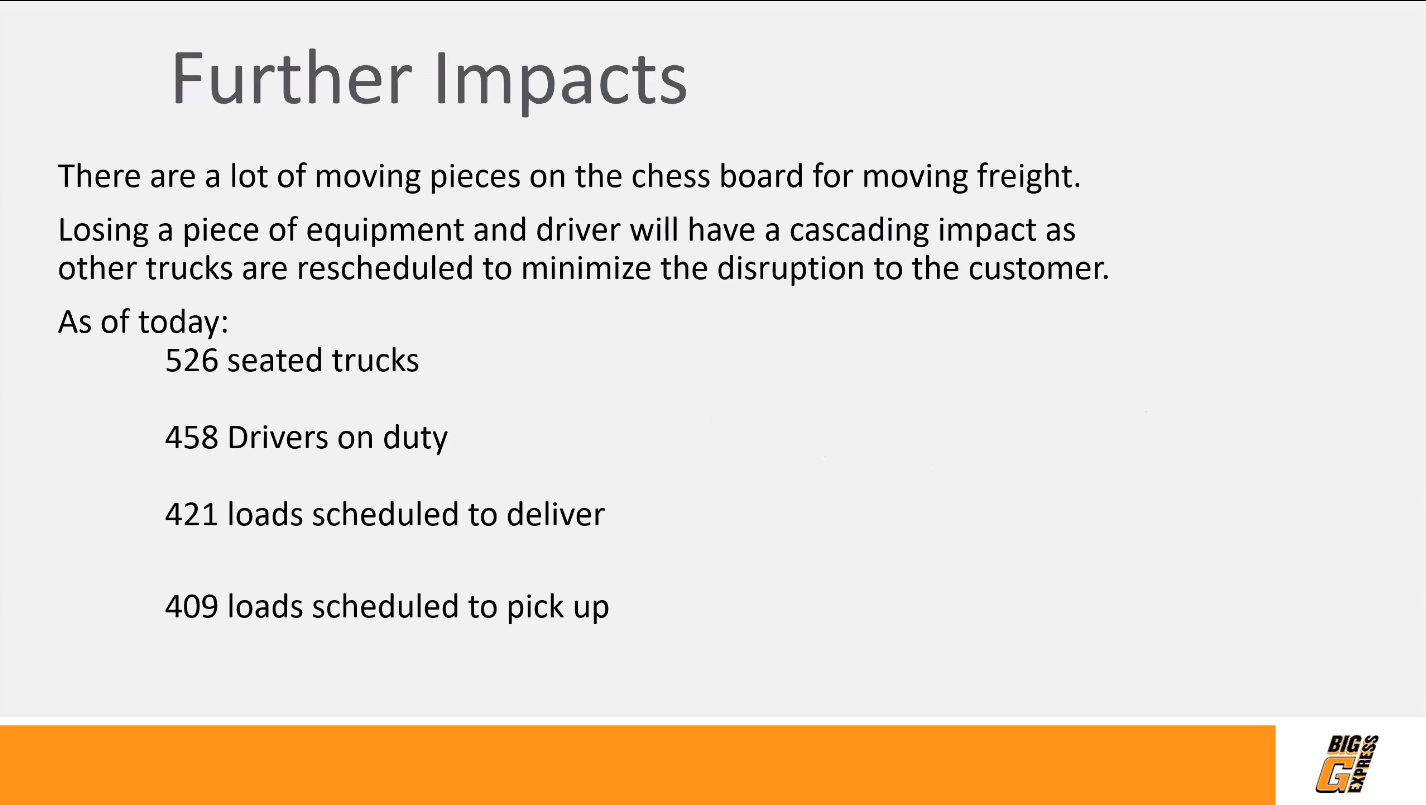 Further Impacts
There are a lot of moving pieces on the chess board for moving freight.
Losing a piece of equipment and driver will have a cascading impact as
other trucks are rescheduled to minimize the disruption to the customer.
As of today:
526 seated trucks
458 Drivers on duty
421 loads scheduled to deliver
409 loads scheduled to pick up
BIG
G
EXPRESS